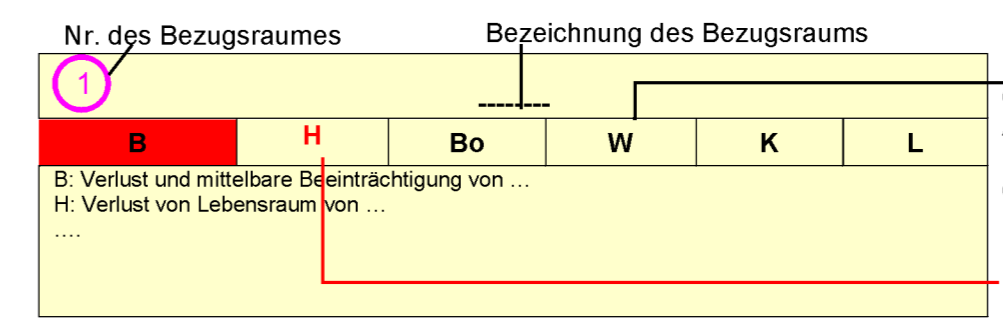 Nr. des Bezugsraumes Bezeichnung des Bezugsraums
1
--------
B H Bo W K L
B: Verlust und mittelbare Beeinträchtigung von …
H: Verlust von Lebensraum von …
….